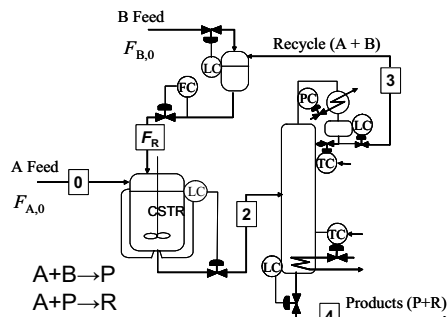 B Feed
F_B,0
LC
Recycle (A + B)
FC
3
PC
LC
F_R
TC
A Feed
0
F_A,0
LC
CSTR
2
TC
A+B→P
LC
A+P→R
Products (P+R)
4